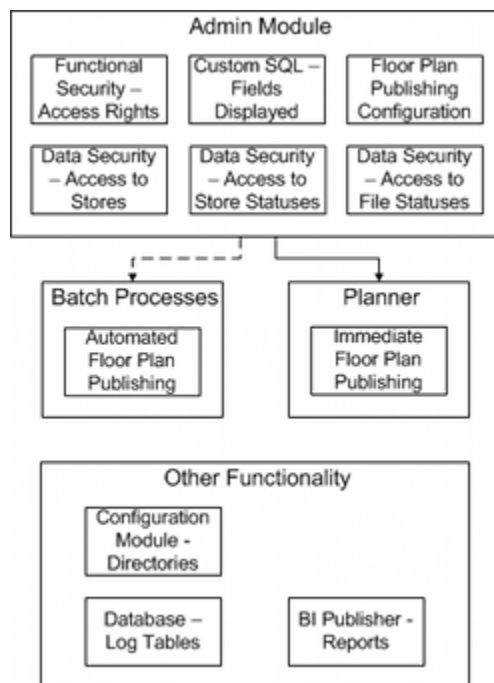 Admin Module
Functional
Security –
Access Rights
Custom SQL –
Fields
Displayed
Floor Plan
Publishing
Configuration
Data Security
– Access to
Stores
Data Security
– Access to
Store Statuses
Data Security
– Access to
File Statuses
Batch Processes
Automated
Floor Plan
Publishing
Planner
Immediate
Floor Plan
Publishing
Other Functionality
Configuration
Module -
Directories
Database –
Log Tables
BI Publisher -
Reports